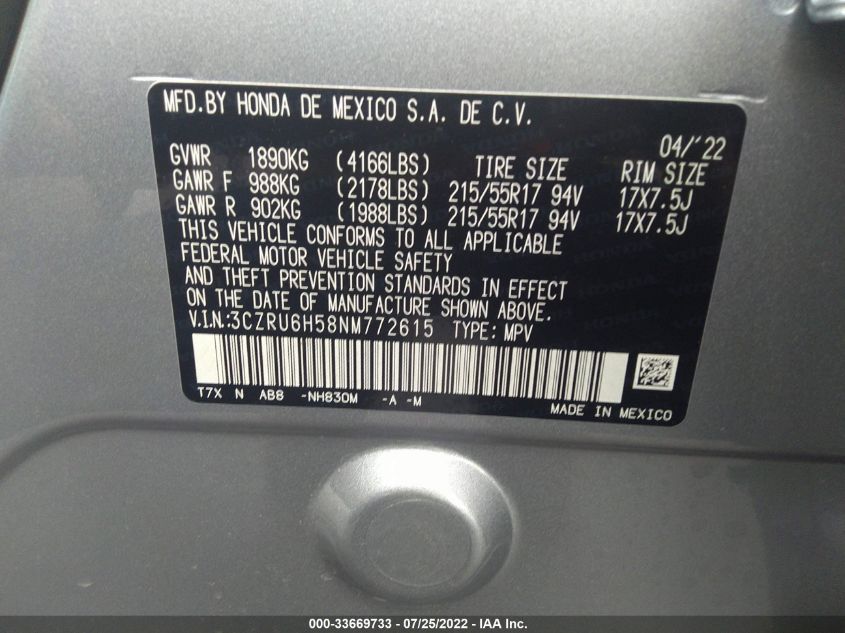 MFD.BY HONDA DE MEXICO S.A. DE C.V.
04/'22
GVWR 1890KG (4166LBS) TIRE SIZE RIM SIZE
GAWR F 988KG (2178LBS) 215/55R17 94V 17X7.5J
GAWR R 902KG (1988LBS) 215/55R17 94V 17X7.5J
THIS VEHICLE CONFORMS TO ALL APPLICABLE
FEDERAL MOTOR VEHICLE SAFETY
AND THEFT PREVENTION STANDARDS IN EFFECT
ON THE DATE OF MANUFACTURE SHOWN ABOVE.
V.I.N.:3CZRU6H58NM772615 TYPE: MPV
T7X N AB8 -NH830M -A -M
MADE IN MEXICO
000-33669733 - 07/25/2022 - IAA Inc.